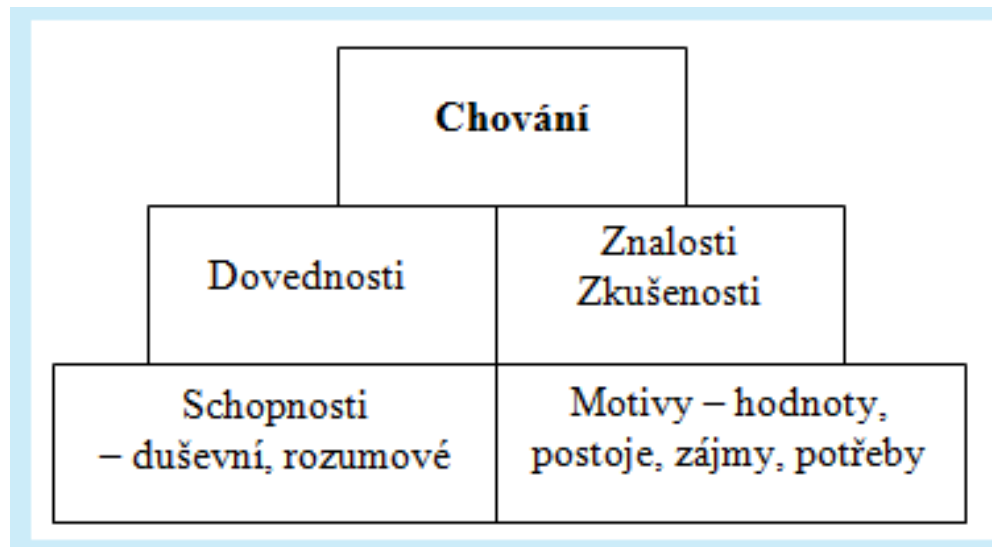 Chování
Dovednosti
Znalosti
Zkušenosti
Schopnosti
– duševní, rozumové
Motivy – hodnoty,
postoje, zájmy, potřeby